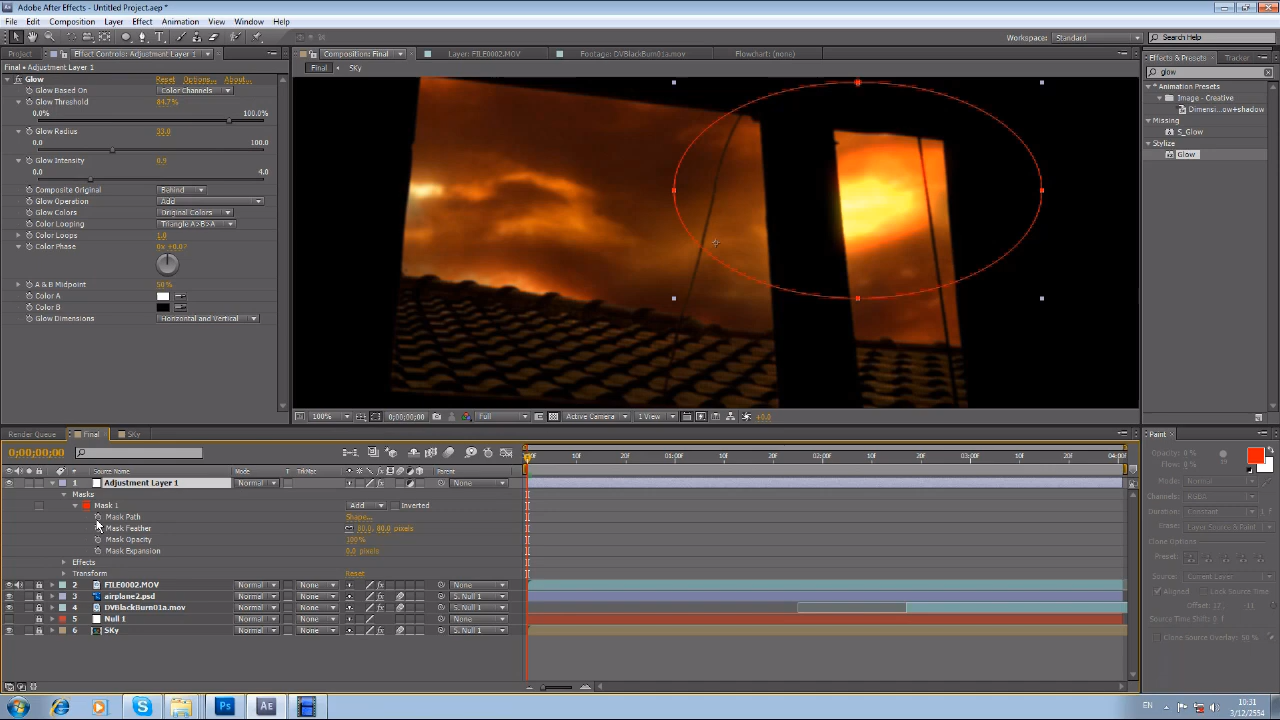 Adobe After Effects - Untitled Project.aep *
File Edit Composition Layer Effect Animation View Window Help
Workspace: Standard Search Help
Project Effect Controls: Adjustment Layer 1
Composition: Final Layer: FILE0002.MOV Footage: DVBlackBurn01a.mov Flowchart: (none)
Effects & Presets Tracker
Final • Adjustment Layer 1
Final SKy
glow
Glow Reset Options... About...
Glow Based On Color Channels
Glow Threshold 84.7%
0.0% 100.0%
Glow Radius 33.0
0.0 100.0
Glow Intensity 0.9
0.0 4.0
Composite Original Behind
Glow Operation Add
Glow Colors Original Colors
Color Looping Triangle A>B>A
Color Loops 1.0
Color Phase 0x +0.0°
A & B Midpoint 50%
Color A
Color B
Glow Dimensions Horizontal and Vertical
* Animation Presets
Image - Creative
Dimensi...ow+shadow
Missing
S_Glow
Stylize
Glow
100% 0;00;00;00 Full Active Camera 1 View +0.0
Render Queue Final SKy
0;00;00;00
00f 10f 20f 01:00f 10f 20f 02:00f 10f 20f 03:00f 10f 20f 04:00f
# Source Name Mode T TrkMat Parent
1 Adjustment Layer 1 Normal None
Masks
Mask 1 Add Inverted
Mask Path Shape...
Mask Feather 80.0, 80.0 pixels
Mask Opacity 100%
Mask Expansion 0.0 pixels
Effects
Transform Reset
2 FILE0002.MOV Normal None None
3 airplane2.psd Normal None 5. Null 1
4 DVBlackBurn01a.mov Normal None 5. Null 1
5 Null 1 Normal None None
6 SKy Normal None 5. Null 1
Paint
Opacity: 0 %
Flow: 0 %
Mode: Normal
Channels: RGBA
Duration: Constant
Erase: Layer Source & Paint
Clone Options
Preset:
Source: Current Layer
Aligned Lock Source Time
Source Time Shift: 0 f
Clone Source Overlay: 50 %
EN 10:31
3/12/2554